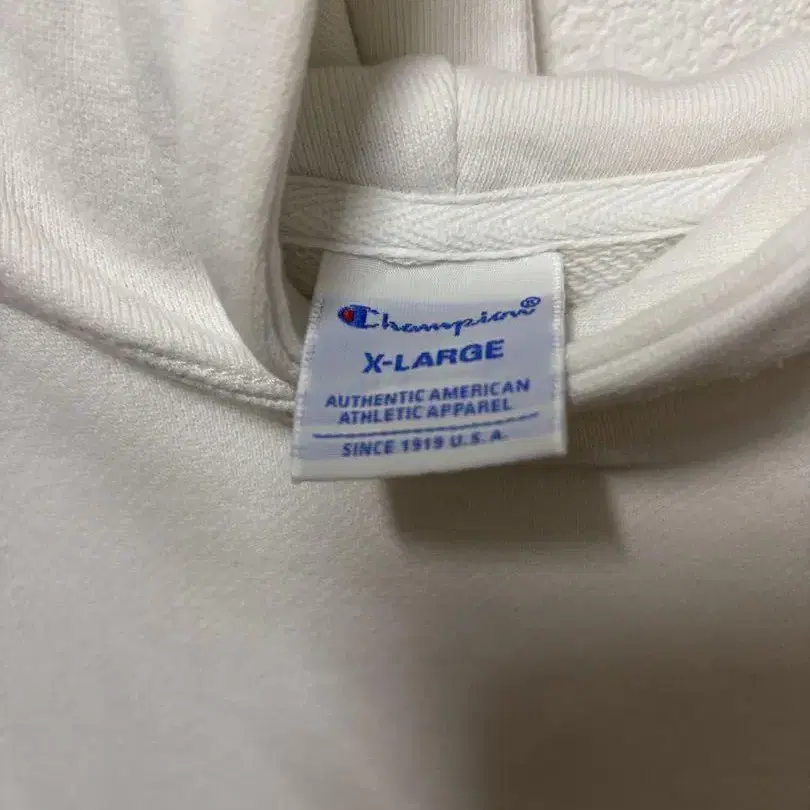 Champion®
X-LARGE
AUTHENTIC AMERICAN
ATHLETIC APPAREL
SINCE 1919 U.S.A.